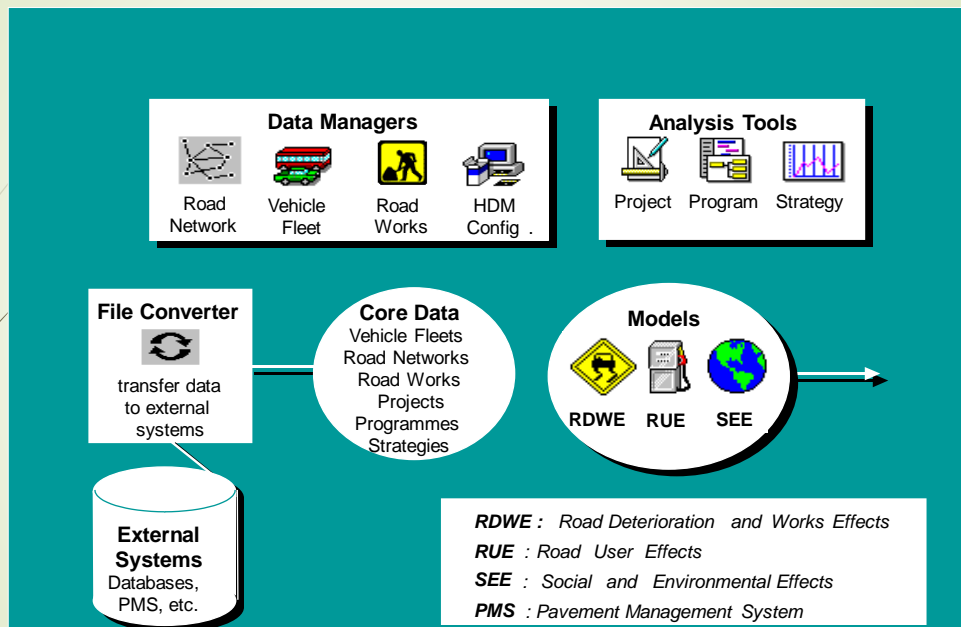 Data Managers
Road
Network
Vehicle
Fleet
Road
Works
HDM
Config .
Analysis Tools
Project
Program
Strategy
File Converter
transfer data
to external
systems
Core Data
Vehicle Fleets
Road Networks
Road Works
Projects
Programmes
Strategies
Models
RDWE
RUE
SEE
External
Systems
Databases,
PMS, etc.
RDWE : Road Deterioration and Works Effects
RUE : Road User Effects
SEE : Social and Environmental Effects
PMS : Pavement Management System